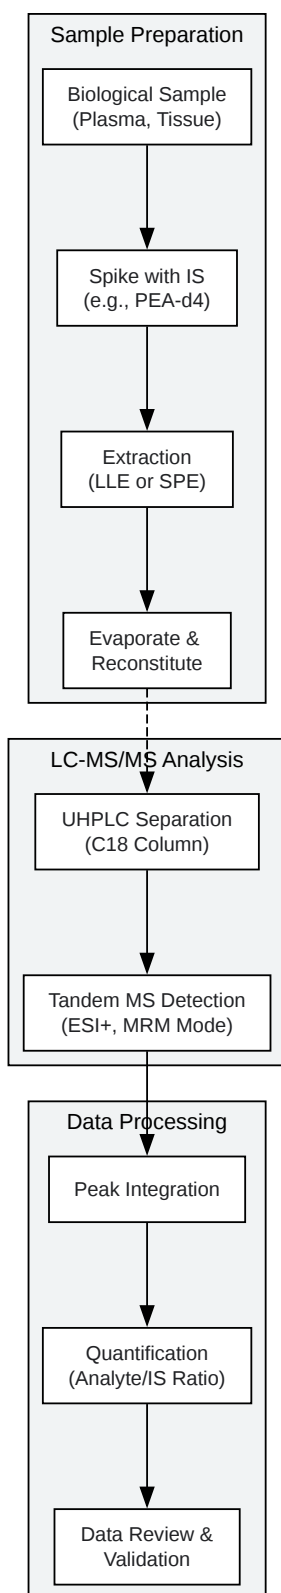 Sample Preparation
Biological Sample
(Plasma, Tissue)
Spike with IS
(e.g., PEA-d4)
Extraction
(LLE or SPE)
Evaporate &
Reconstitute
LC-MS/MS Analysis
UHPLC Separation
(C18 Column)
Tandem MS Detection
(ESI+, MRM Mode)
Data Processing
Peak Integration
Quantification
(Analyte/IS Ratio)
Data Review &
Validation